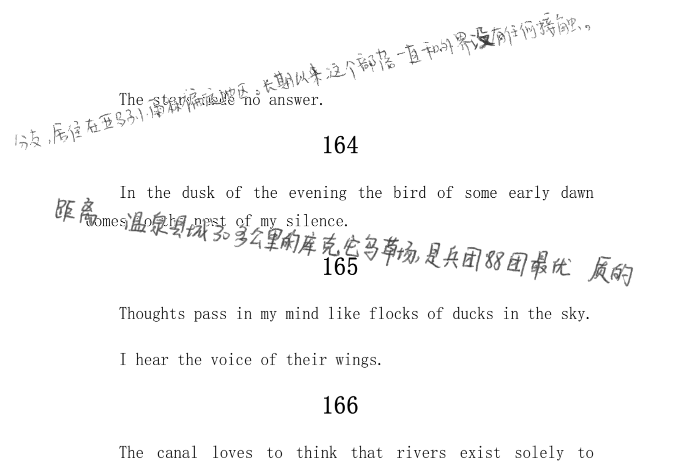 分支,居住在亚马孙雨林偏远地区。长期以来这个部落一直和外界没有任何接触。
The stars made no answer.
164
In the dusk of the evening the bird of some early dawn
comes to the nest of my silence.
距离 温泉县城30多公里的库克它乌草场,是兵团88团最优 质的
165
Thoughts pass in my mind like flocks of ducks in the sky.
I hear the voice of their wings.
166
The canal loves to think that rivers exist solely to